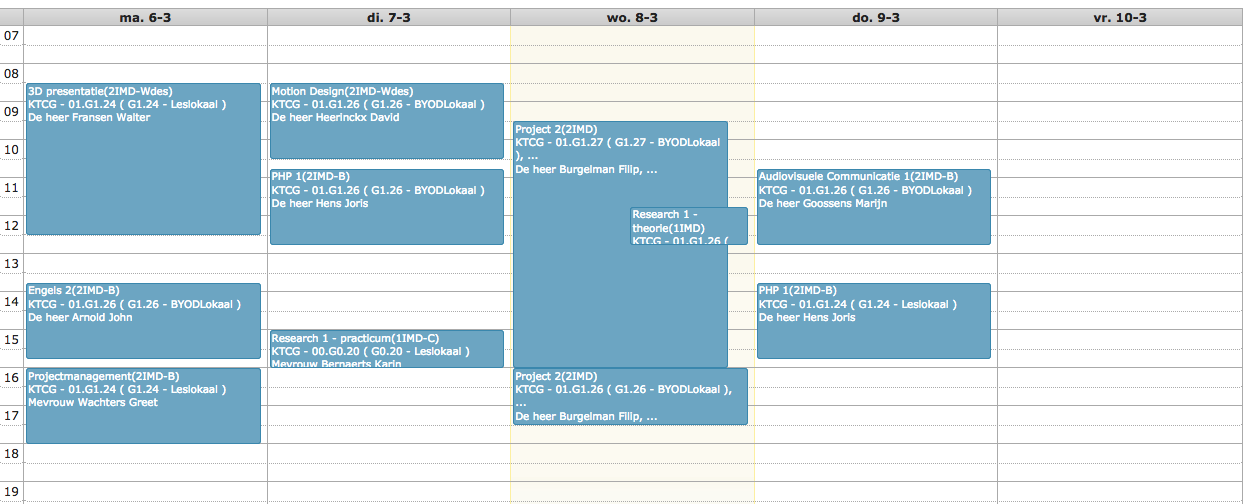 ma. 6-3
di. 7-3
wo. 8-3
do. 9-3
vr. 10-3
07
08
09
10
11
12
13
14
15
16
17
18
19
3D presentatie(2IMD-Wdes)
KTCG - 01.G1.24 ( G1.24 - Leslokaal )
De heer Fransen Walter
Engels 2(2IMD-B)
KTCG - 01.G1.26 ( G1.26 - BYODLokaal )
De heer Arnold John
Projectmanagement(2IMD-B)
KTCG - 01.G1.24 ( G1.24 - Leslokaal )
Mevrouw Wachters Greet
Motion Design(2IMD-Wdes)
KTCG - 01.G1.26 ( G1.26 - BYODLokaal )
De heer Heerinckx David
PHP 1(2IMD-B)
KTCG - 01.G1.26 ( G1.26 - BYODLokaal )
De heer Hens Joris
Research 1 - practicum(1IMD-C)
KTCG - 00.G0.20 ( G0.20 - Leslokaal )
Mevrouw Bernaerts Karin
Project 2(2IMD)
KTCG - 01.G1.27 ( G1.27 - BYODLokaal
), ...
De heer Burgelman Filip, ...
Research 1 -
theorie(1IMD)
KTCG - 01.G1.26 (
Project 2(2IMD)
KTCG - 01.G1.26 ( G1.26 - BYODLokaal ),
...
De heer Burgelman Filip, ...
Audiovisuele Communicatie 1(2IMD-B)
KTCG - 01.G1.26 ( G1.26 - BYODLokaal )
De heer Goossens Marijn
PHP 1(2IMD-B)
KTCG - 01.G1.24 ( G1.24 - Leslokaal )
De heer Hens Joris